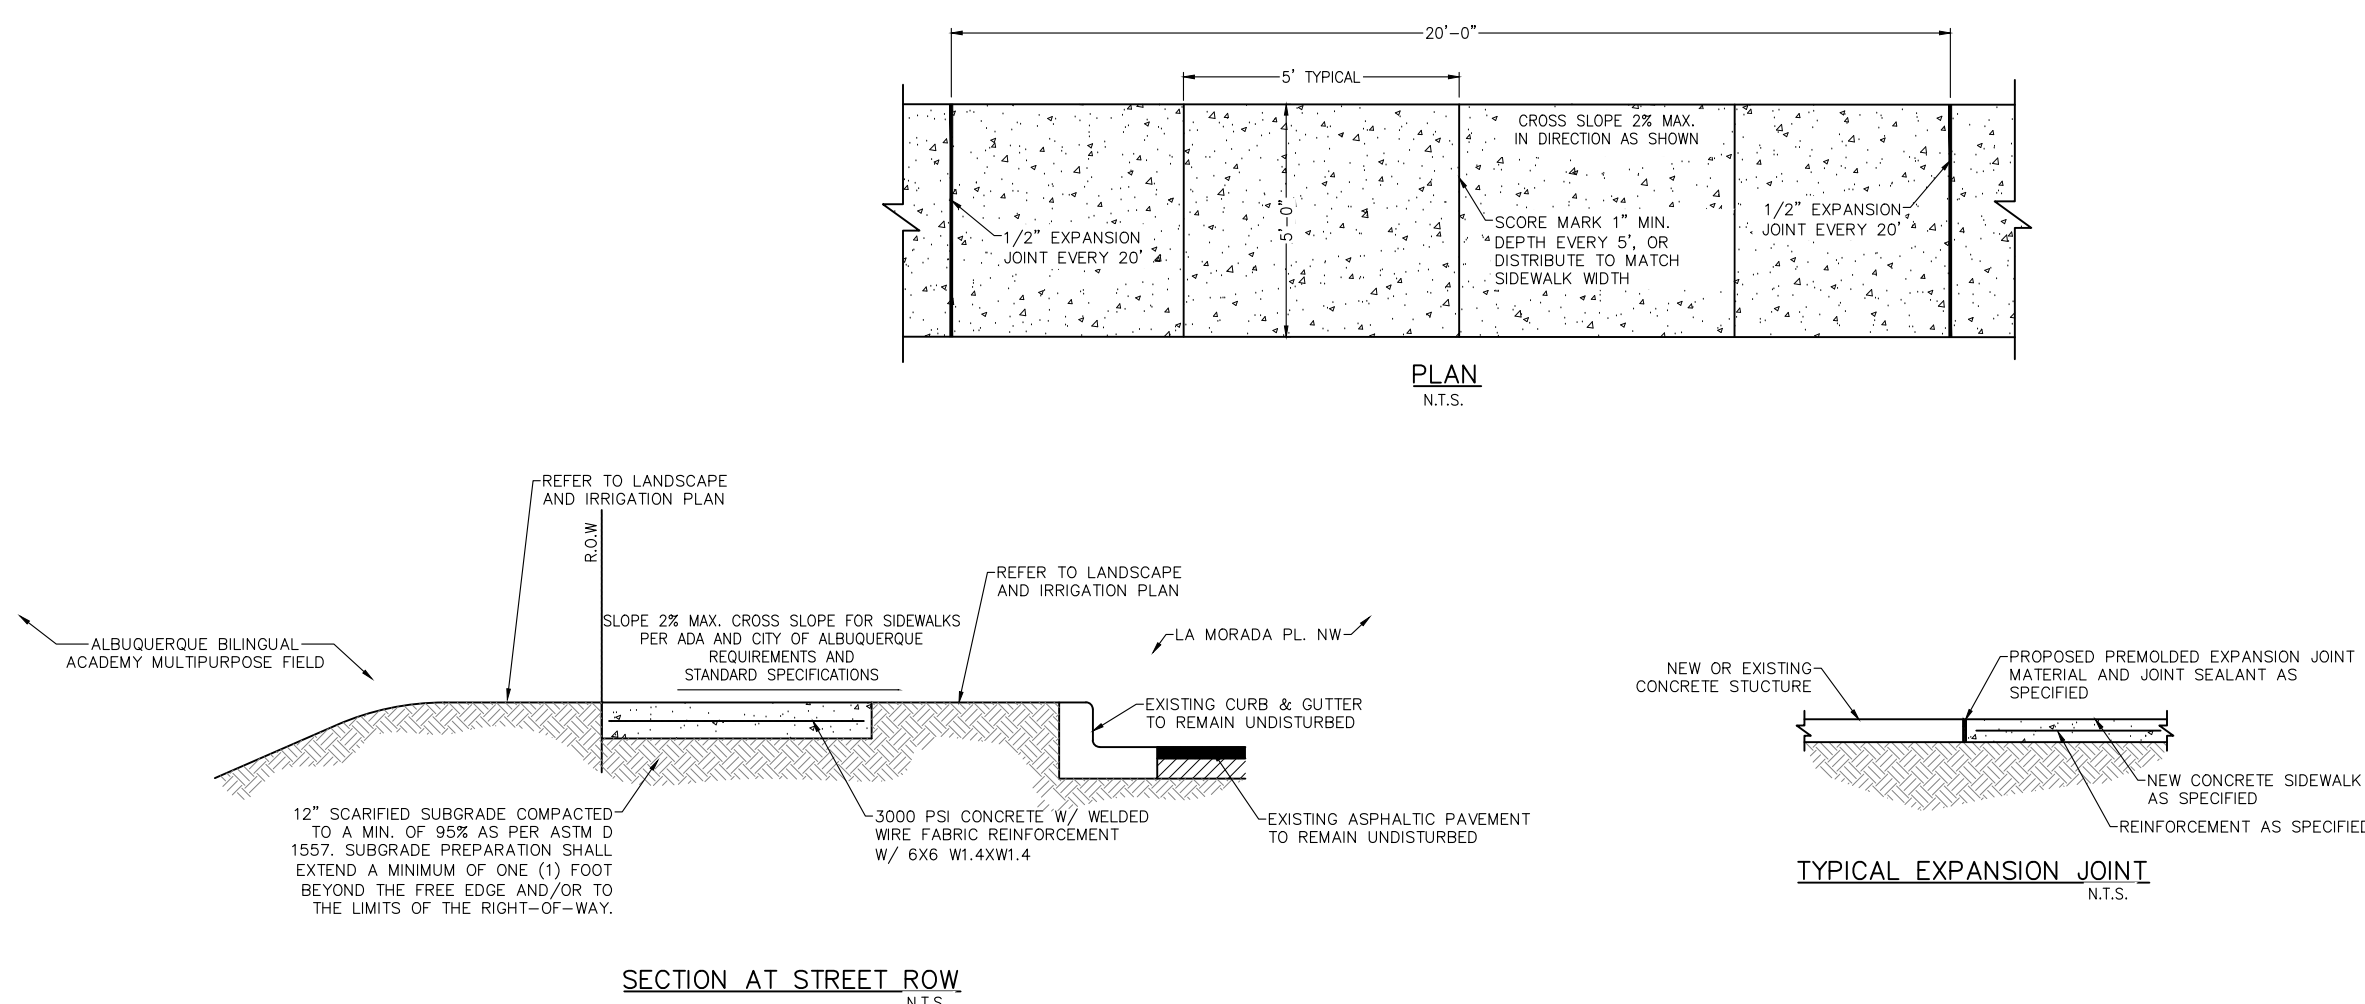 20'-0"
5' TYPICAL
CROSS SLOPE 2% MAX.
IN DIRECTION AS SHOWN
5'-0"
1/2" EXPANSION
JOINT EVERY 20'
SCORE MARK 1" MIN.
DEPTH EVERY 5', OR
DISTRIBUTE TO MATCH
SIDEWALK WIDTH
1/2" EXPANSION
JOINT EVERY 20'
PLAN
N.T.S.
REFER TO LANDSCAPE
AND IRRIGATION PLAN
R.O.W
REFER TO LANDSCAPE
AND IRRIGATION PLAN
SLOPE 2% MAX. CROSS SLOPE FOR SIDEWALKS
PER ADA AND CITY OF ALBUQUERQUE
REQUIREMENTS AND
STANDARD SPECIFICATIONS
ALBUQUERQUE BILINGUAL
ACADEMY MULTIPURPOSE FIELD
LA MORADA PL. NW
EXISTING CURB & GUTTER
TO REMAIN UNDISTURBED
12" SCARIFIED SUBGRADE COMPACTED
TO A MIN. OF 95% AS PER ASTM D
1557. SUBGRADE PREPARATION SHALL
EXTEND A MINIMUM OF ONE (1) FOOT
BEYOND THE FREE EDGE AND/OR TO
THE LIMITS OF THE RIGHT-OF-WAY.
3000 PSI CONCRETE W/ WELDED
WIRE FABRIC REINFORCEMENT
W/ 6X6 W1.4XW1.4
EXISTING ASPHALTIC PAVEMENT
TO REMAIN UNDISTURBED
SECTION AT STREET ROW
N.T.S.
NEW OR EXISTING
CONCRETE STUCTURE
PROPOSED PREMOLDED EXPANSION JOINT
MATERIAL AND JOINT SEALANT AS
SPECIFIED
NEW CONCRETE SIDEWALK
AS SPECIFIED
REINFORCEMENT AS SPECIFIED
TYPICAL EXPANSION JOINT
N.T.S.